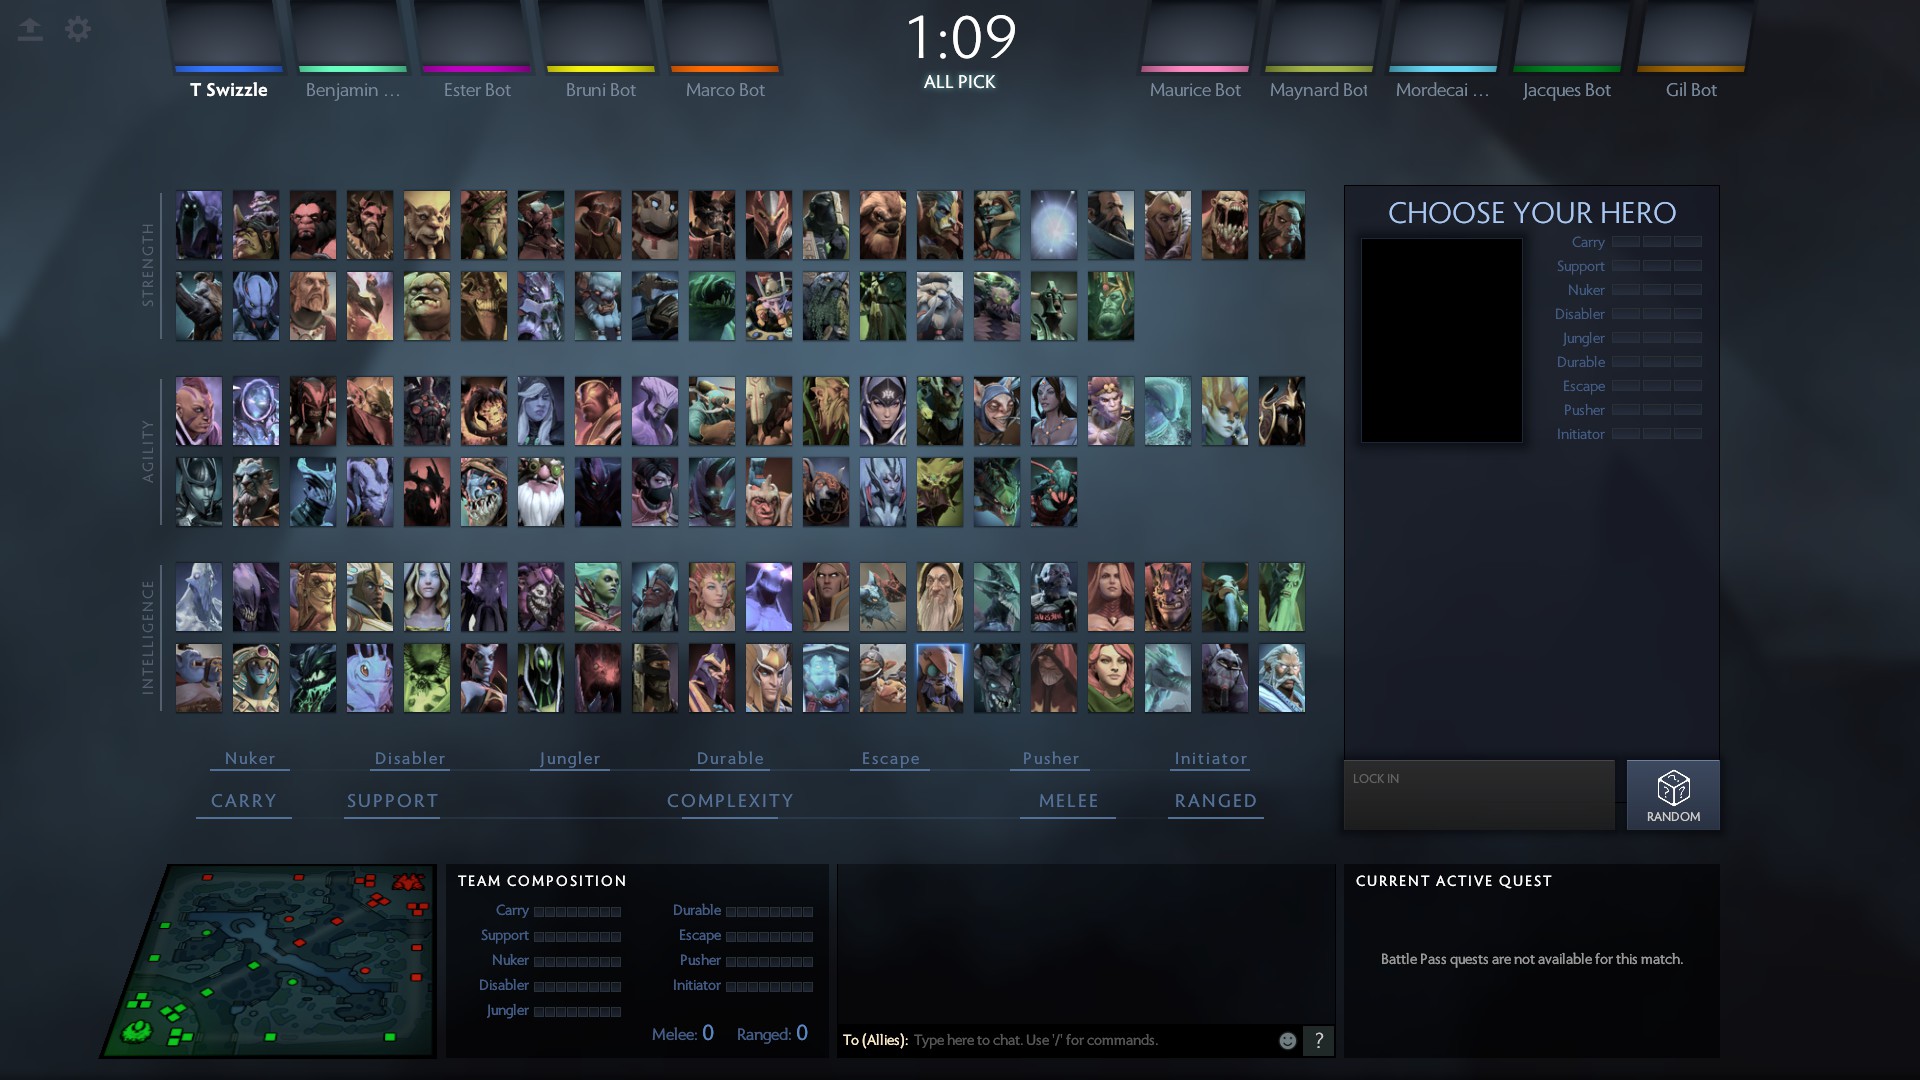 1:09
ALL PICK
T Swizzle
Benjamin ...
Ester Bot
Bruni Bot
Marco Bot
Maurice Bot
Maynard Bot
Mordecai ...
Jacques Bot
Gil Bot
STRENGTH
AGILITY
INTELLIGENCE
CHOOSE YOUR HERO
Carry
Support
Nuker
Disabler
Jungler
Durable
Escape
Pusher
Initiator
Nuker Disabler Jungler Durable Escape Pusher Initiator
CARRY SUPPORT COMPLEXITY MELEE RANGED
LOCK IN
RANDOM
TEAM COMPOSITION
Carry
Support
Nuker
Disabler
Jungler
Durable
Escape
Pusher
Initiator
Melee: 0 Ranged: 0
To (Allies): Type here to chat. Use '/' for commands.
?
CURRENT ACTIVE QUEST
Battle Pass quests are not available for this match.